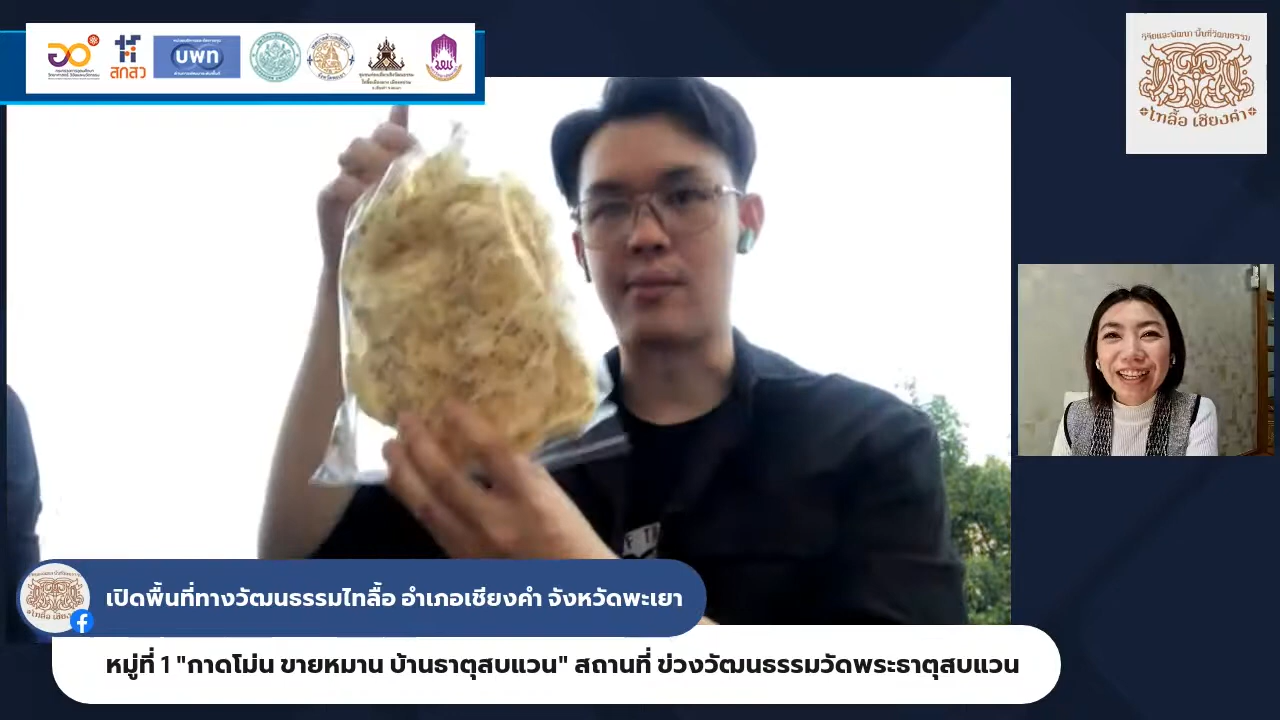 สกสว
บพท
ไทลื้อ เชียงคำ
เปิดพื้นที่ทางวัฒนธรรมไทลื้อ อำเภอเชียงคำ จังหวัดพะเยา
หมู่ที่ 1 "กาดโม่น ขายหมาน บ้านธาตุสบแวน" สถานที่ ข่วงวัฒนธรรมวัดพระธาตุสบแวน